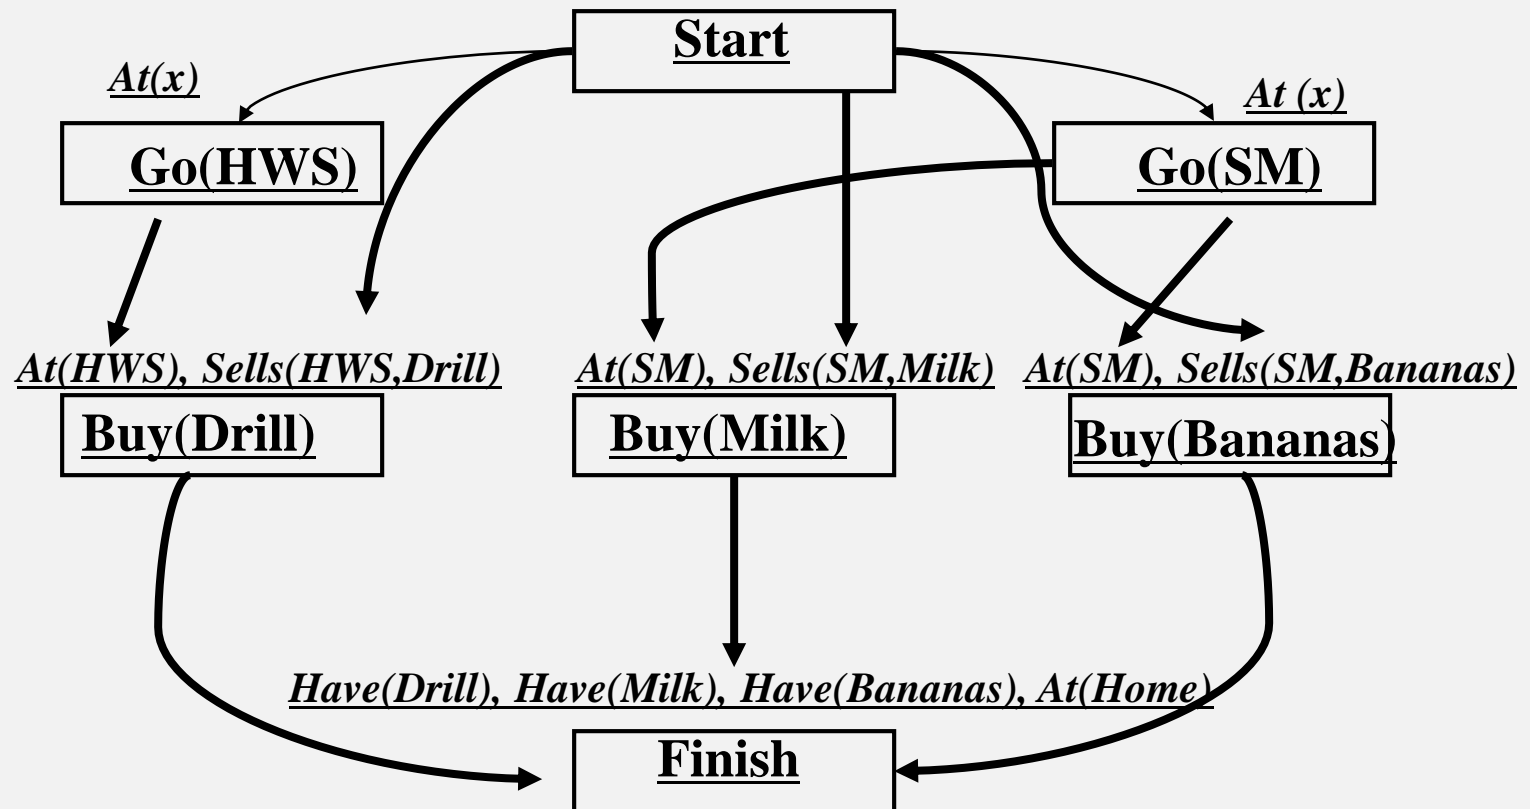 Start
At(x)
At (x)
Go(HWS)
Go(SM)
At(HWS), Sells(HWS,Drill)
At(SM), Sells(SM,Milk)
At(SM), Sells(SM,Bananas)
Buy(Drill)
Buy(Milk)
Buy(Bananas)
Have(Drill), Have(Milk), Have(Bananas), At(Home)
Finish